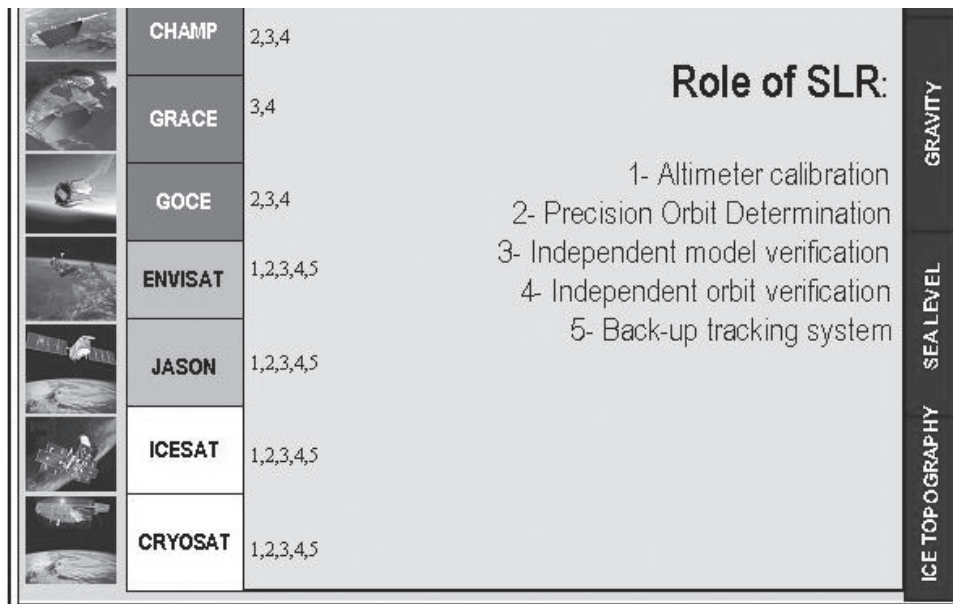 CHAMP 2,3,4
Role of SLR:
GRACE 3,4
1- Altimeter calibration
GOCE 2,3,4
2- Precision Orbit Determination
3- Independent model verification
ENVISAT 1,2,3,4,5
4- Independent orbit verification
5- Back-up tracking system
JASON 1,2,3,4,5
ICESAT 1,2,3,4,5
CRYOSAT 1,2,3,4,5
GRAVITY
SEA LEVEL
ICE TOPOGRAPHY